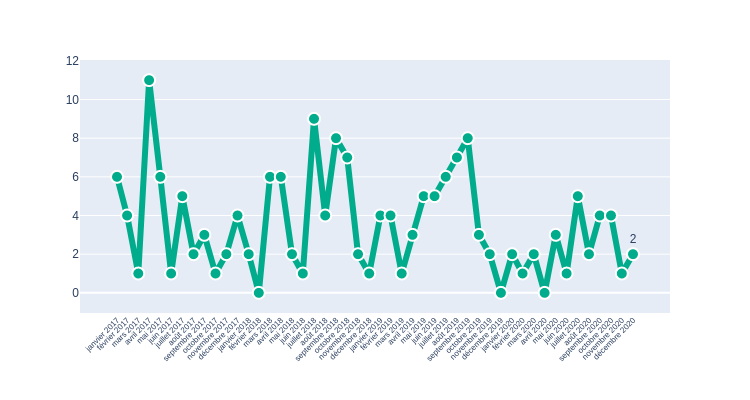 12
10
8
6
4
2
0
2
janvier 2017
février 2017
mars 2017
avril 2017
mai 2017
juin 2017
juillet 2017
août 2017
septembre 2017
octobre 2017
novembre 2017
décembre 2017
janvier 2018
février 2018
mars 2018
avril 2018
mai 2018
juin 2018
juillet 2018
août 2018
septembre 2018
octobre 2018
novembre 2018
décembre 2018
janvier 2019
février 2019
mars 2019
avril 2019
mai 2019
juin 2019
juillet 2019
août 2019
septembre 2019
octobre 2019
novembre 2019
décembre 2019
janvier 2020
février 2020
mars 2020
avril 2020
mai 2020
juin 2020
juillet 2020
août 2020
septembre 2020
octobre 2020
novembre 2020
décembre 2020